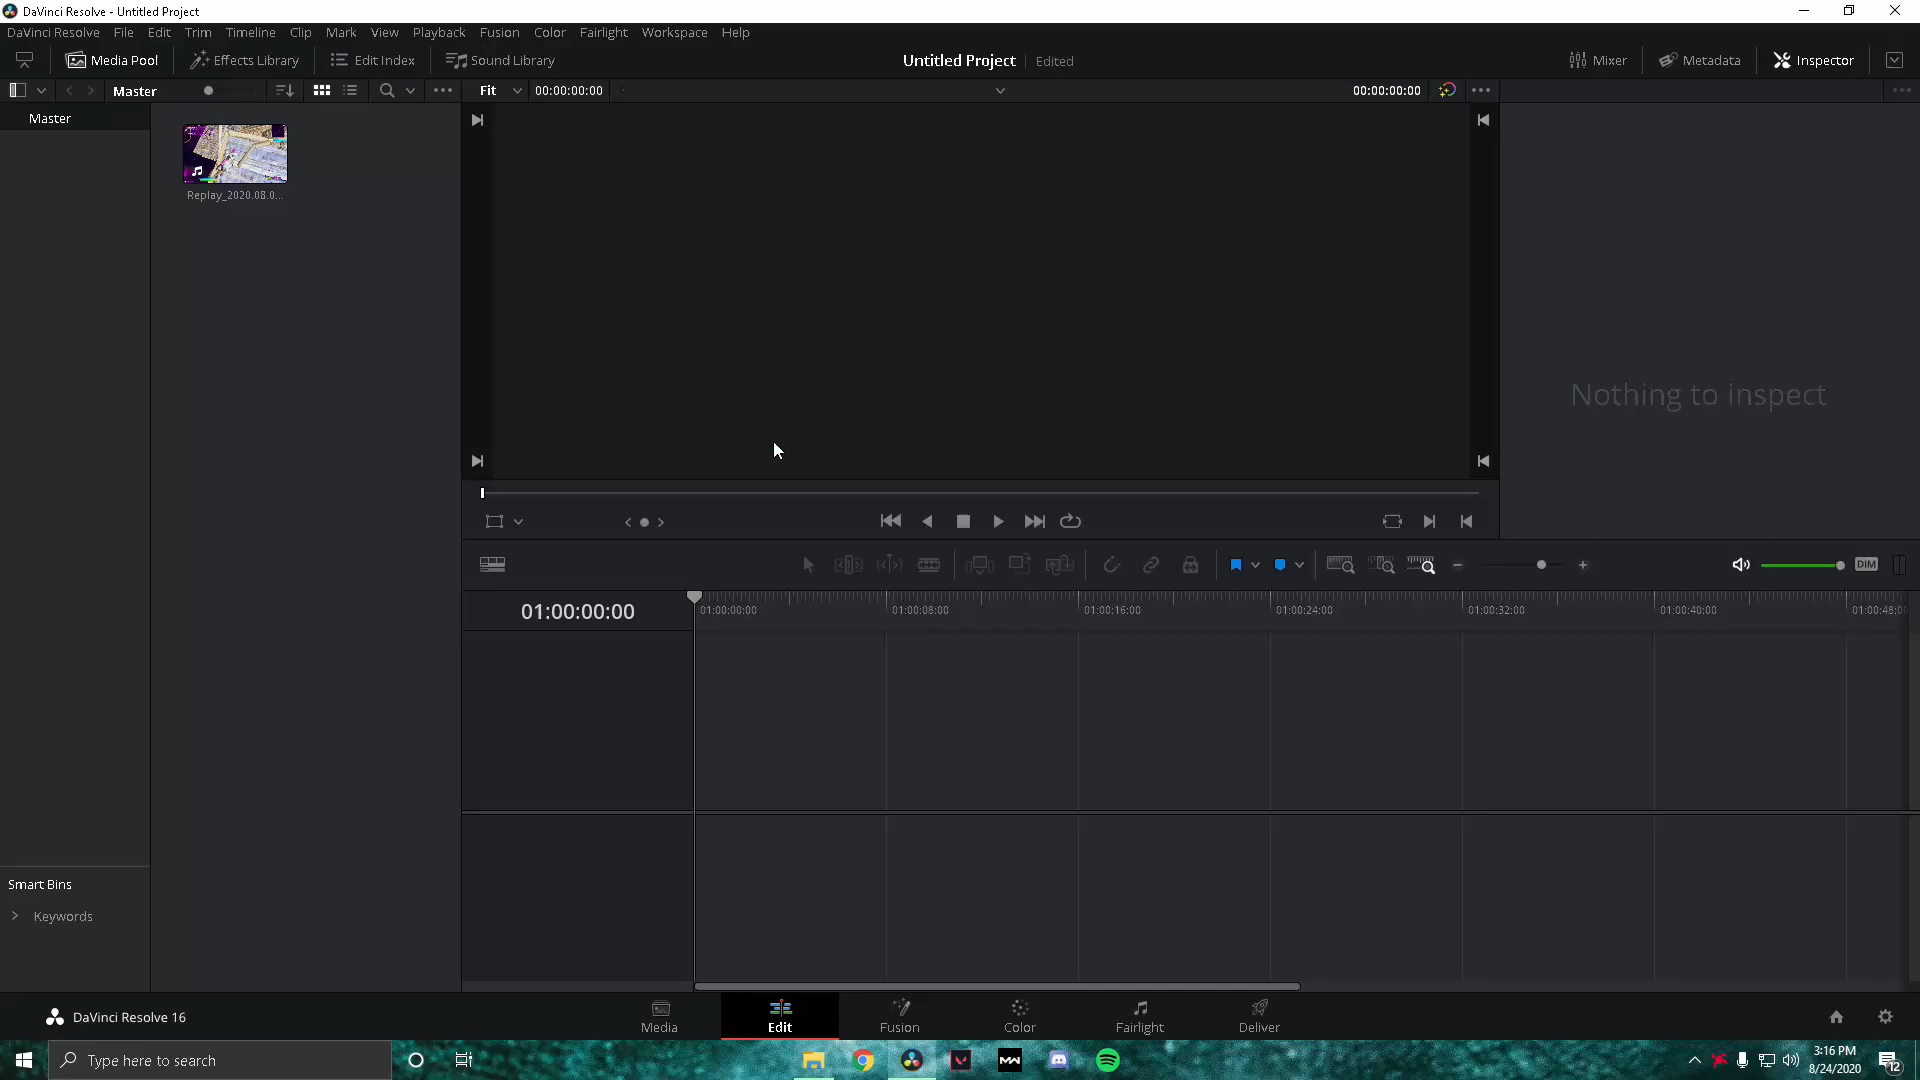 DaVinci Resolve - Untitled Project
DaVinci Resolve File Edit Trim Timeline Clip Mark View Playback Fusion Color Fairlight Workspace Help
Media Pool Effects Library Edit Index Sound Library Untitled Project Edited Mixer Metadata Inspector
Master Fit 00:00:00:00 00:00:00:00
Master
Replay_2020.08.0...
Nothing to inspect
DIM
01:00:00:00 01:00:00:00 01:00:08:00 01:00:16:00 01:00:24:00 01:00:32:00 01:00:40:00 01:00:48:00
Smart Bins
Keywords
DaVinci Resolve 16 Media Edit Fusion Color Fairlight Deliver
Type here to search
3:16 PM
8/24/2020
12